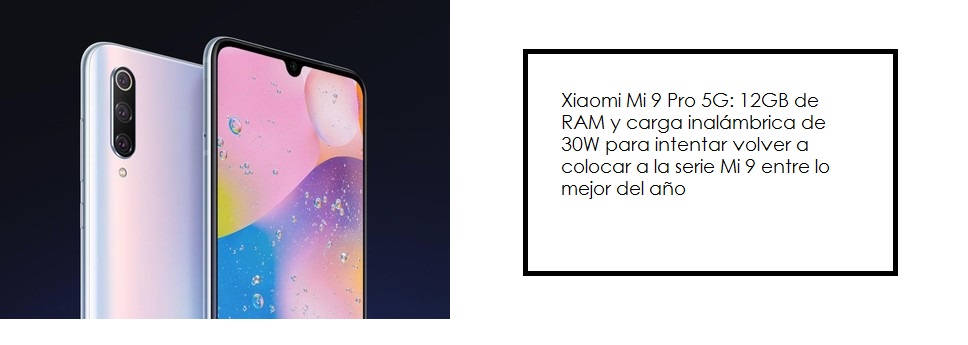 Xiaomi Mi 9 Pro 5G: 12GB de
RAM y carga inalámbrica de
30W para intentar volver a
colocar a la serie Mi 9 entre lo
mejor del año